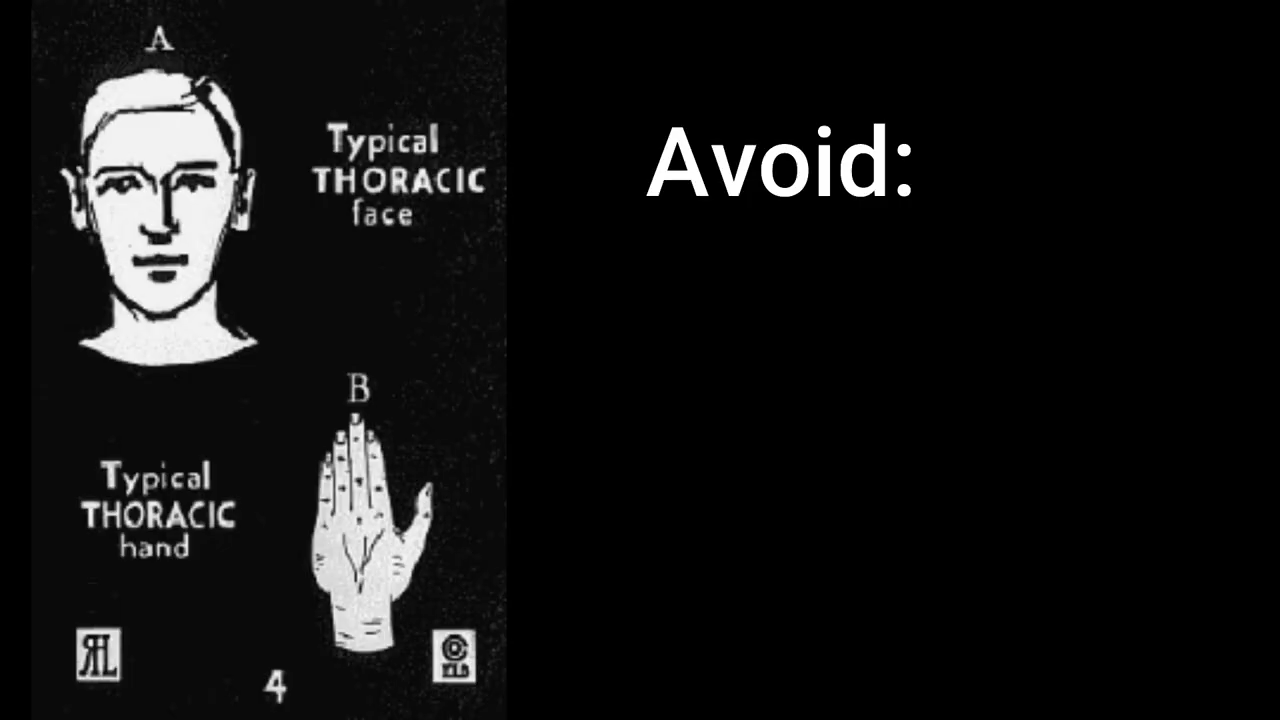 A
Typical
THORACIC
face
Avoid:
B
Typical
THORACIC
hand
4